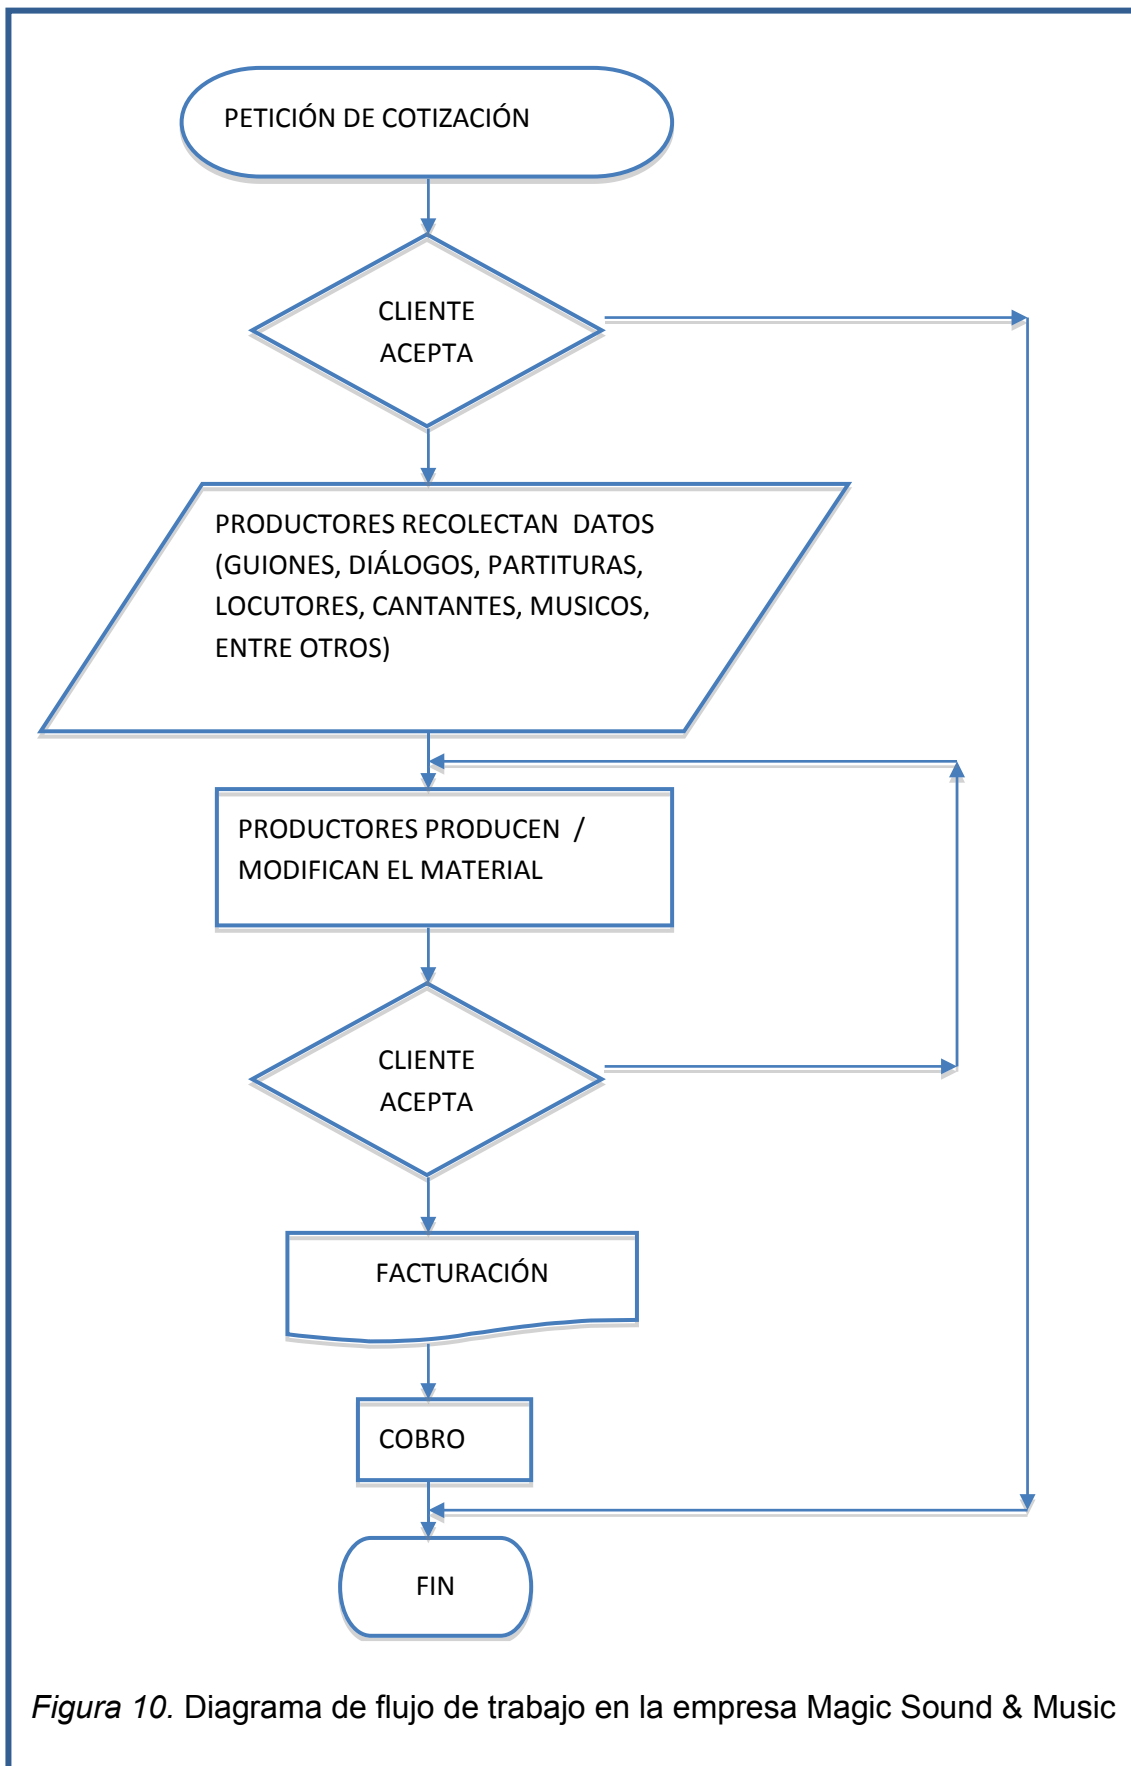 PETICIÓN DE COTIZACIÓN
CLIENTE
ACEPTA
PRODUCTORES RECOLECTAN DATOS
(GUIONES, DIÁLOGOS, PARTITURAS,
LOCUTORES, CANTANTES, MUSICOS,
ENTRE OTROS)
PRODUCTORES PRODUCEN /
MODIFICAN EL MATERIAL
CLIENTE
ACEPTA
FACTURACIÓN
COBRO
FIN
Figura 10. Diagrama de flujo de trabajo en la empresa Magic Sound & Music